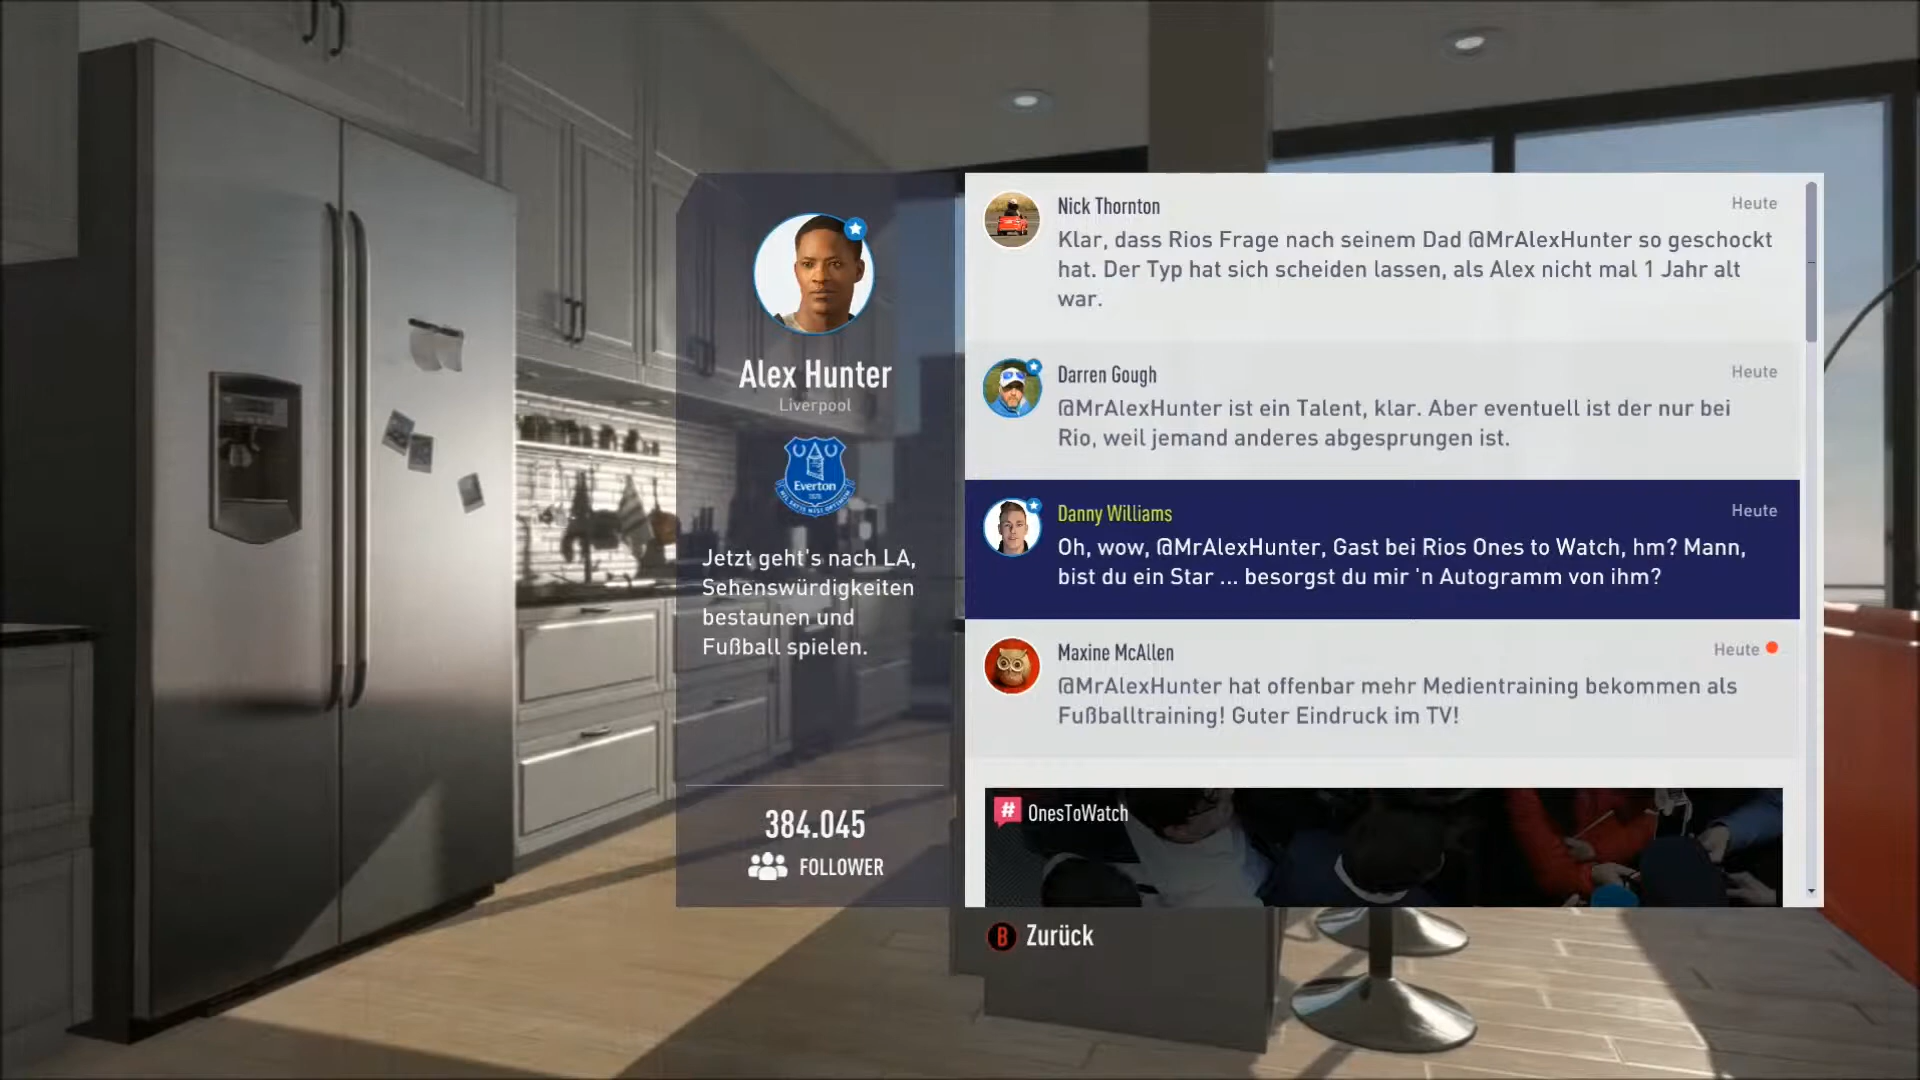 Alex Hunter
Liverpool
Everton
Jetzt geht's nach LA,
Sehenswürdigkeiten
bestaunen und
Fußball spielen.
384.045
FOLLOWER
Nick Thornton
Heute
Klar, dass Rios Frage nach seinem Dad @MrAlexHunter so geschockt
hat. Der Typ hat sich scheiden lassen, als Alex nicht mal 1 Jahr alt
war.
Darren Gough
Heute
@MrAlexHunter ist ein Talent, klar. Aber eventuell ist der nur bei
Rio, weil jemand anderes abgesprungen ist.
Danny Williams
Heute
Oh, wow, @MrAlexHunter, Gast bei Rios Ones to Watch, hm? Mann,
bist du ein Star ... besorgst du mir 'n Autogramm von ihm?
Maxine McAllen
Heute
@MrAlexHunter hat offenbar mehr Medientraining bekommen als
Fußballtraining! Guter Eindruck im TV!
# OnesToWatch
B Zurück